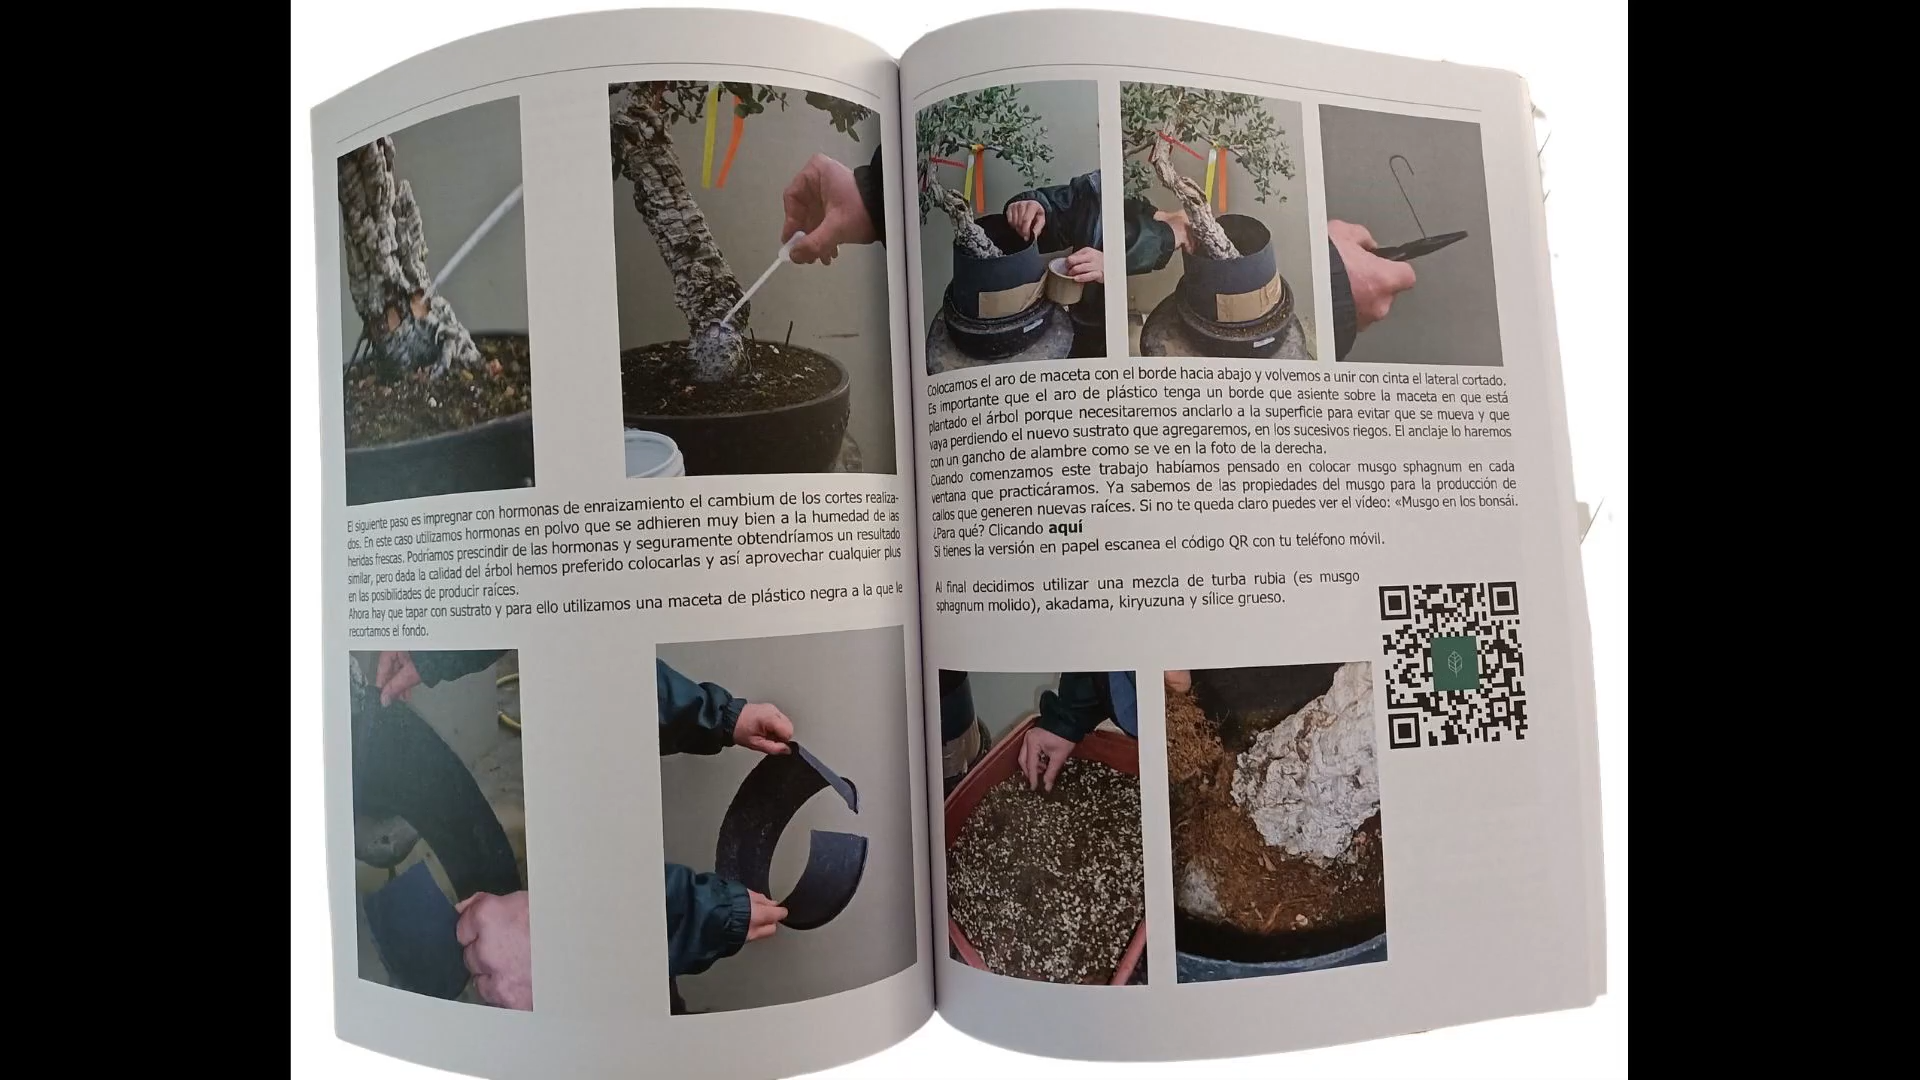 El siguiente paso es impregnar con hormonas de enraizamiento el cambium de los cortes realiza-
dos. En este caso utilizamos hormonas en polvo que se adhieren muy bien a la humedad de las
heridas frescas. Podríamos prescindir de las hormonas y seguramente obtendríamos un resultado
similar, pero dada la calidad del árbol hemos preferido colocarlas y así aprovechar cualquier plus
en las posibilidades de producir raíces.
Ahora hay que tapar con sustrato y para ello utilizamos una maceta de plástico negra a la que le
recortamos el fondo.
Colocamos el aro de maceta con el borde hacia abajo y volvemos a unir con cinta el lateral cortado.
Es importante que el aro de plástico tenga un borde que asiente sobre la maceta en que está
plantado el árbol porque necesitaremos anclarlo a la superficie para evitar que se mueva y que
vaya perdiendo el nuevo sustrato que agregaremos, en los sucesivos riegos. El anclaje lo haremos
con un gancho de alambre como se ve en la foto de la derecha.
Cuando comenzamos este trabajo habíamos pensado en colocar musgo sphagnum en cada
ventana que practicáramos. Ya sabemos de las propiedades del musgo para la producción de
callos que generen nuevas raíces. Si no te queda claro puedes ver el vídeo: «Musgo en los bonsái.
¿Para qué? Clicando aquí
Si tienes la versión en papel escanea el código QR con tu teléfono móvil.
Al final decidimos utilizar una mezcla de turba rubia (es musgo
sphagnum molido), akadama, kiryuzuna y sílice grueso.